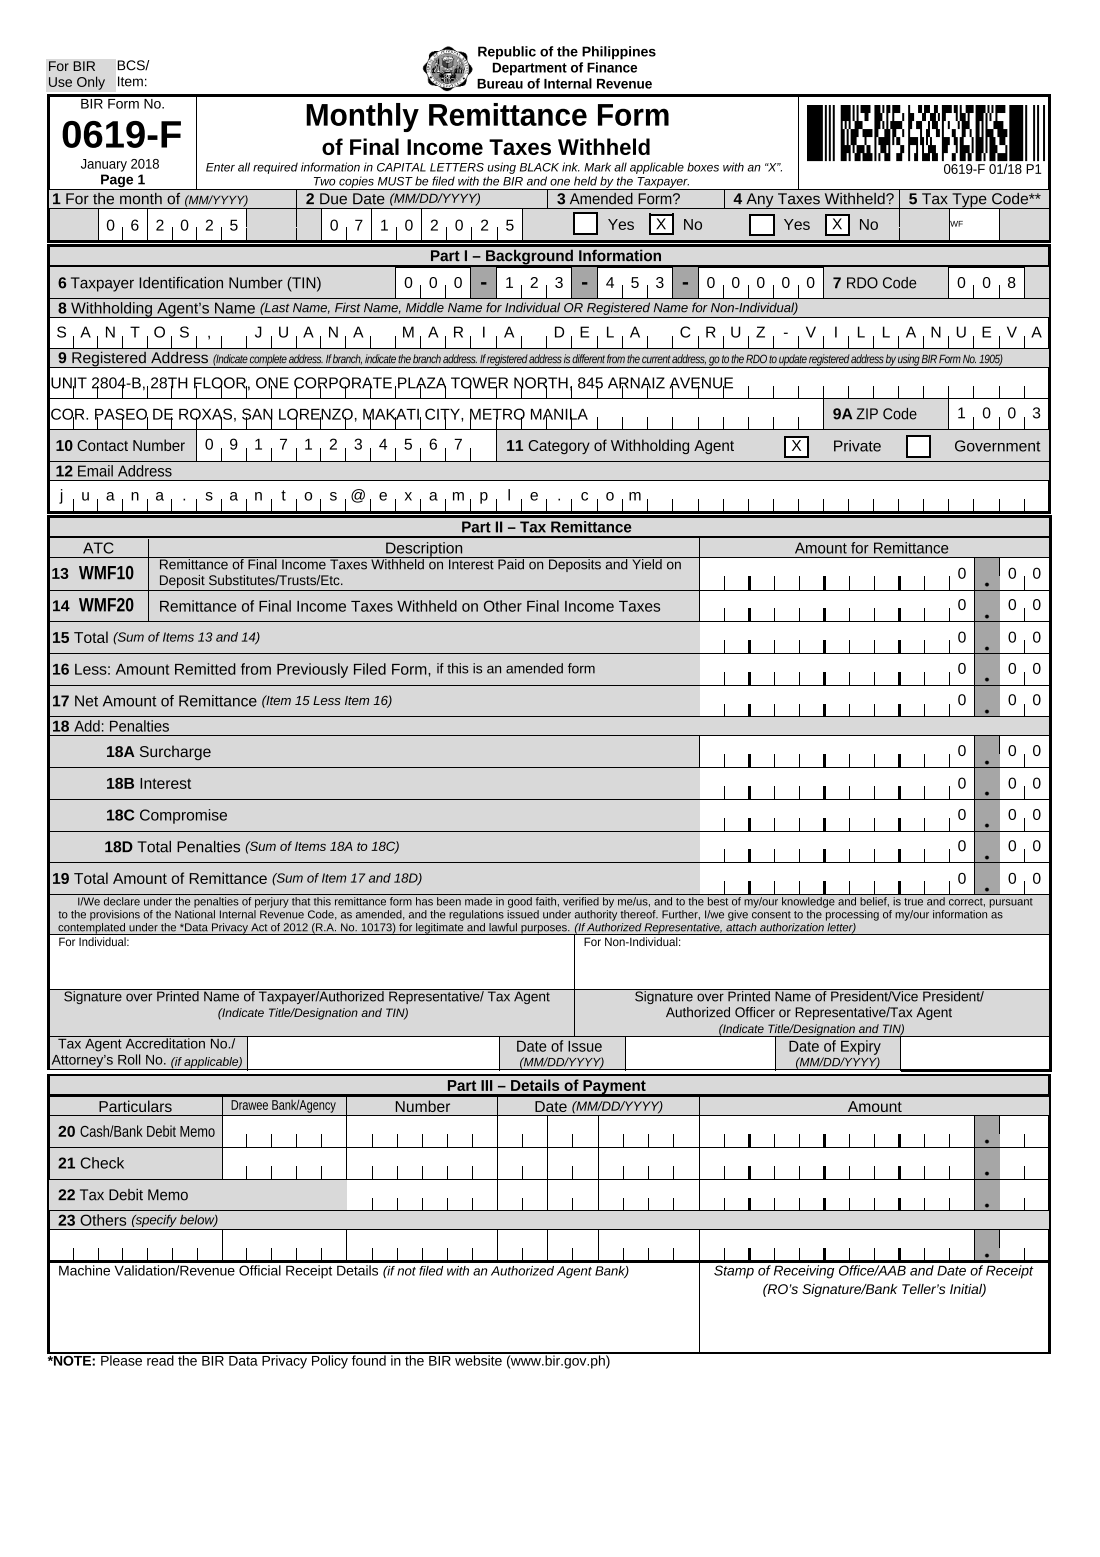 Republic of the Philippines
For BIR BCS/ Department of Finance
Use Only Item: Bureau of Internal Revenue
BIR Form No.
0619-F
January 2018
Page 1
Monthly Remittance Form
of Final Income Taxes Withheld
Enter all required information in CAPITAL LETTERS using BLACK ink. Mark all applicable boxes with an “X”.
Two copies MUST be filed with the BIR and one held by the Taxpayer.
0619-F 01/18 P1
1 For the month of (MM/YYYY) 2 Due Date (MM/DD/YYYY) 3 Amended Form? 4 Any Taxes Withheld? 5 Tax Type Code**
0 6 2 0 2 5 0 7 1 0 2 0 2 5 Yes X No Yes X No WF
Part I – Background Information
6 Taxpayer Identification Number (TIN) 0 0 0 - 1 2 3 - 4 5 3 - 0 0 0 0 0 7 RDO Code 0 0 8
8 Withholding Agent’s Name (Last Name, First Name, Middle Name for Individual OR Registered Name for Non-Individual)
SANTOS, JUANA MARIA DELA CRUZ-VILLANUEVA
9 Registered Address (Indicate complete address. If branch, indicate the branch address. If registered address is different from the current address, go to the RDO to update registered address by using BIR Form No. 1905)
UNIT 2804-B, 28TH FLOOR, ONE CORPORATE PLAZA TOWER NORTH, 845 ARNAIZ AVENUE
COR. PASEO DE ROXAS, SAN LORENZO, MAKATI CITY, METRO MANILA 9A ZIP Code 1 0 0 3
10 Contact Number 0 9 1 7 1 2 3 4 5 6 7 11 Category of Withholding Agent X Private Government
12 Email Address
juana.santos@example.com
Part II – Tax Remittance
ATC Description Amount for Remittance
13 WMF10 Remittance of Final Income Taxes Withheld on Interest Paid on Deposits and Yield on
Deposit Substitutes/Trusts/Etc. 0 . 0 0
14 WMF20 Remittance of Final Income Taxes Withheld on Other Final Income Taxes 0 . 0 0
15 Total (Sum of Items 13 and 14) 0 . 0 0
16 Less: Amount Remitted from Previously Filed Form, if this is an amended form 0 . 0 0
17 Net Amount of Remittance (Item 15 Less Item 16) 0 . 0 0
18 Add: Penalties
18A Surcharge 0 . 0 0
18B Interest 0 . 0 0
18C Compromise 0 . 0 0
18D Total Penalties (Sum of Items 18A to 18C) 0 . 0 0
19 Total Amount of Remittance (Sum of Item 17 and 18D) 0 . 0 0
I/We declare under the penalties of perjury that this remittance form has been made in good faith, verified by me/us, and to the best of my/our knowledge and belief, is true and correct, pursuant
to the provisions of the National Internal Revenue Code, as amended, and the regulations issued under authority thereof. Further, I/we give consent to the processing of my/our information as
contemplated under the *Data Privacy Act of 2012 (R.A. No. 10173) for legitimate and lawful purposes. (If Authorized Representative, attach authorization letter)
For Individual: For Non-Individual:
Signature over Printed Name of Taxpayer/Authorized Representative/ Tax Agent
(Indicate Title/Designation and TIN)
Signature over Printed Name of President/Vice President/
Authorized Officer or Representative/Tax Agent
(Indicate Title/Designation and TIN)
Tax Agent Accreditation No./ Date of Issue Date of Expiry
Attorney’s Roll No. (if applicable) (MM/DD/YYYY) (MM/DD/YYYY)
Part III – Details of Payment
Particulars Drawee Bank/Agency Number Date (MM/DD/YYYY) Amount
20 Cash/Bank Debit Memo .
21 Check .
22 Tax Debit Memo .
23 Others (specify below)
.
Machine Validation/Revenue Official Receipt Details (if not filed with an Authorized Agent Bank)
Stamp of Receiving Office/AAB and Date of Receipt
(RO’s Signature/Bank Teller’s Initial)
*NOTE: Please read the BIR Data Privacy Policy found in the BIR website (www.bir.gov.ph)